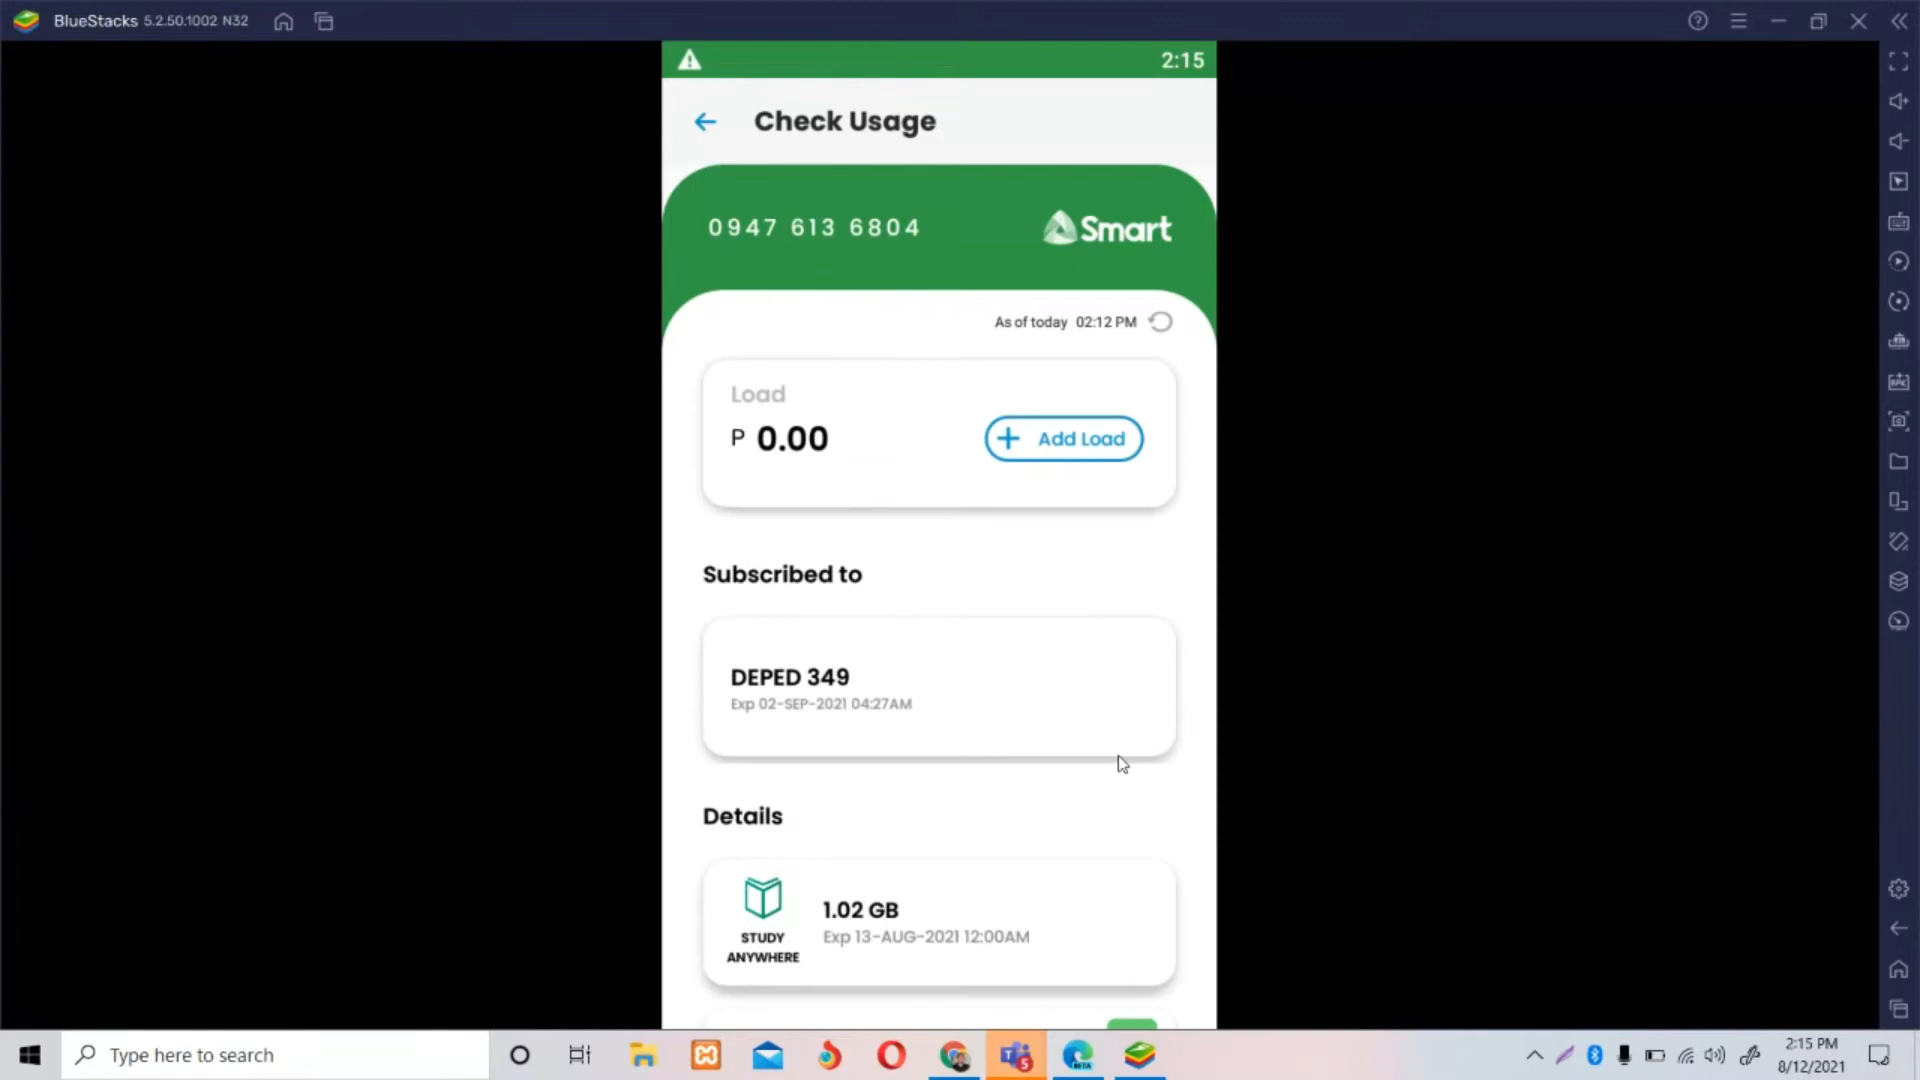 BlueStacks 5.2.50.1002 N32
2:15
Check Usage
0947 613 6804
Smart
As of today 02:12 PM
Load
P 0.00
+ Add Load
Subscribed to
DEPED 349
Exp 02-SEP-2021 04:27AM
Details
1.02 GB
Exp 13-AUG-2021 12:00AM
STUDY
ANYWHERE
Type here to search
5
BETA
2:15 PM
8/12/2021